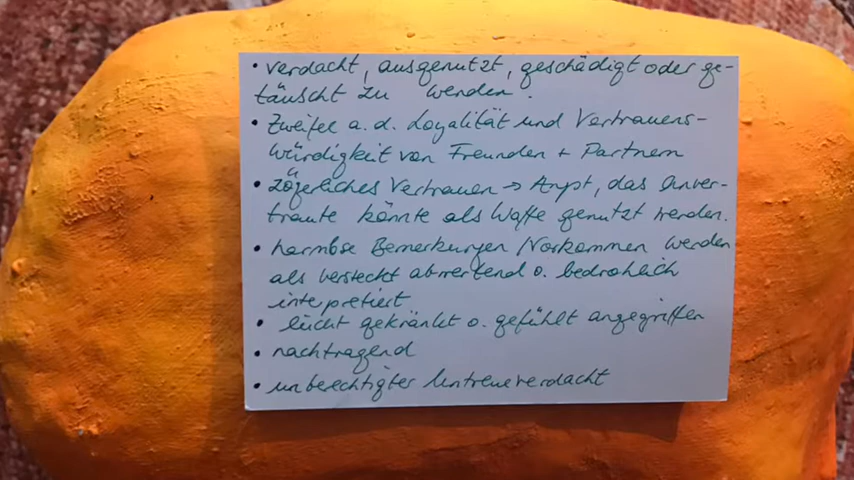 • Verdacht, ausgenutzt, geschädigt oder ge-
täuscht zu werden.
• Zweifel a. d. Loyalität und Vertrauens-
würdigkeit von Freunden + Partnern
• zögerliches Vertrauen → Angst, das Anver-
traute könnte als Waffe genutzt werden.
• harmlose Bemerkungen / Vorkommen werden
als versteckt abwertend o. bedrohlich
interpretiert
• leicht gekränkt o. gefühlt angegriffen
• nachtragend
• unberechtigter Untreueverdacht